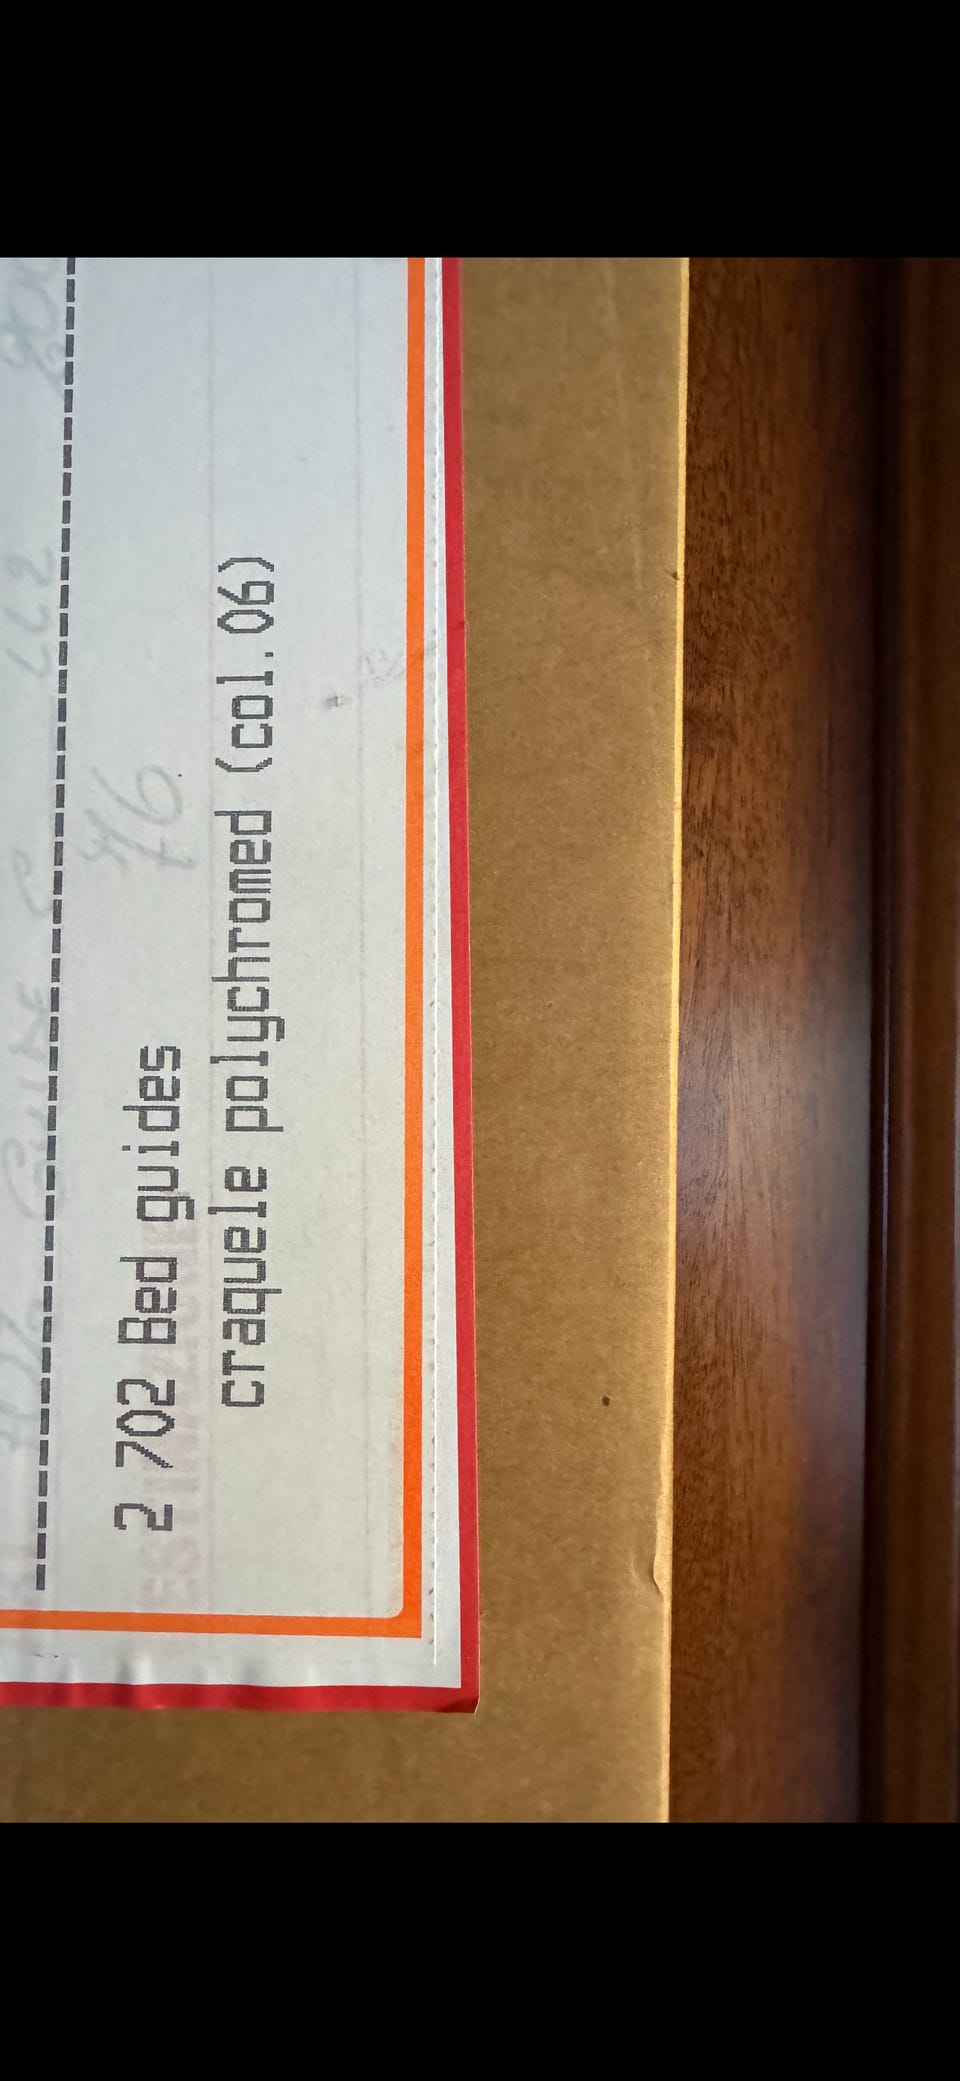 2 702 Bed guides
craquele polychromed (col.06)